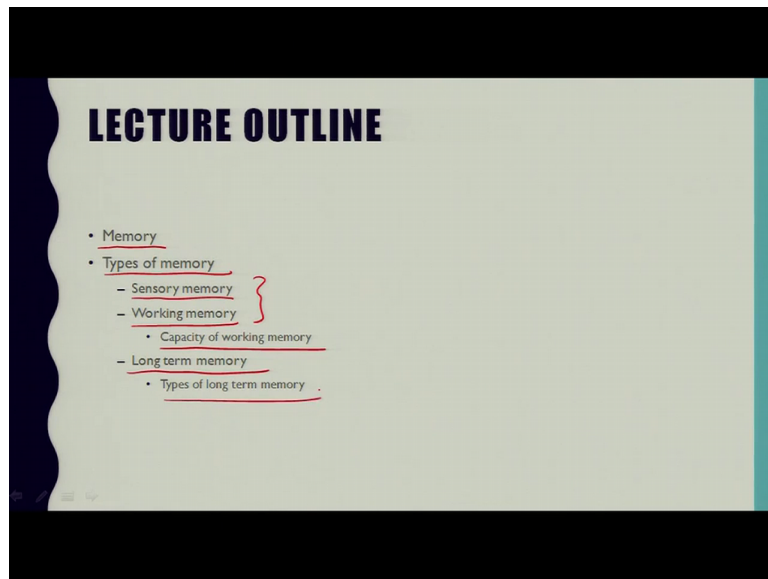 LECTURE OUTLINE
• Memory
• Types of memory
– Sensory memory
– Working memory
• Capacity of working memory
– Long term memory
• Types of long term memory